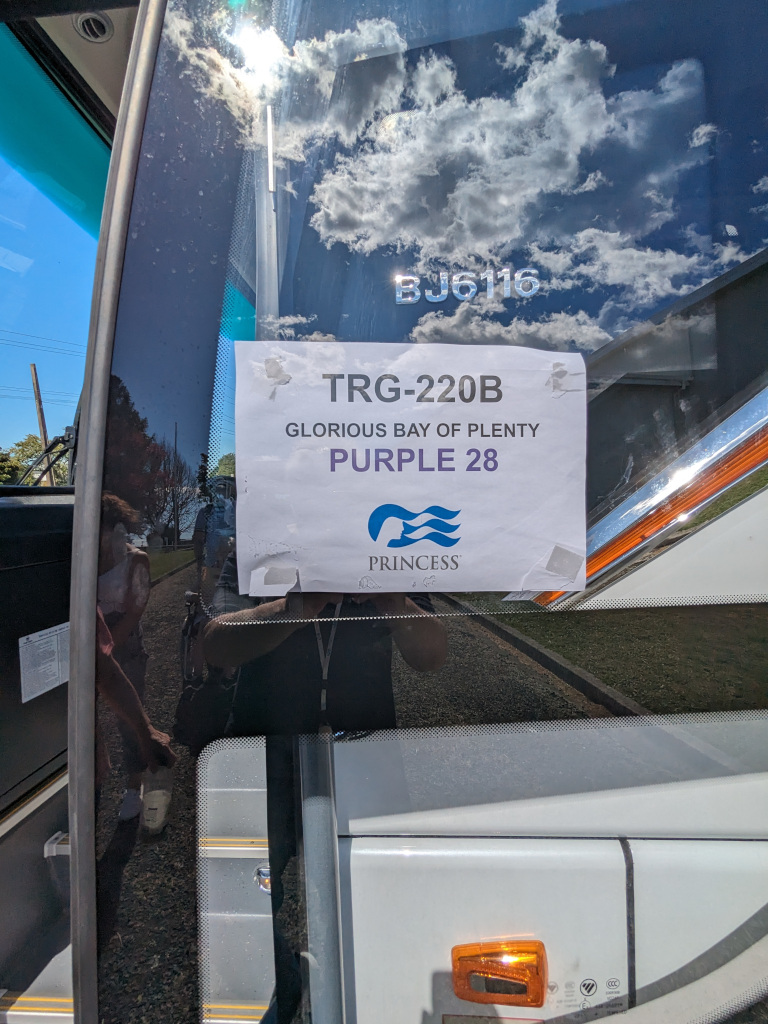 BJ6116
TRG-220B
GLORIOUS BAY OF PLENTY
PURPLE 28
PRINCESS